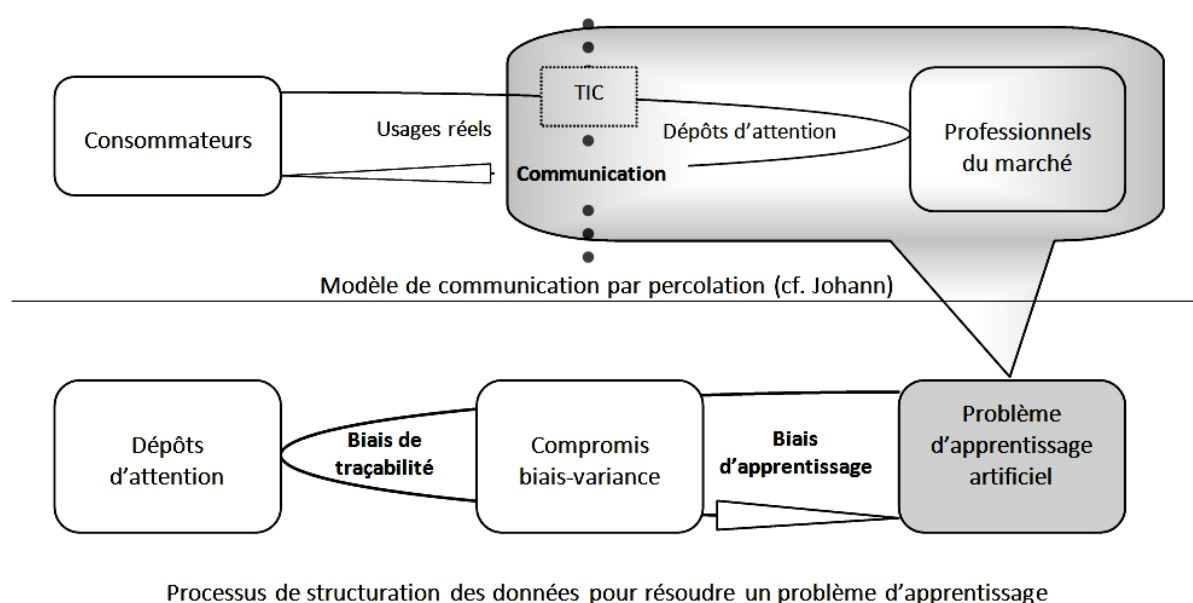 TIC
Consommateurs
Usages réels
Dépôts d'attention
Professionnels
du marché
Communication
Modèle de communication par percolation (cf. Johann)
Dépôts
d'attention
Biais de
traçabilité
Compromis
biais-variance
Biais
d'apprentissage
Problème
d'apprentissage
artificiel
Processus de structuration des données pour résoudre un problème d'apprentissage